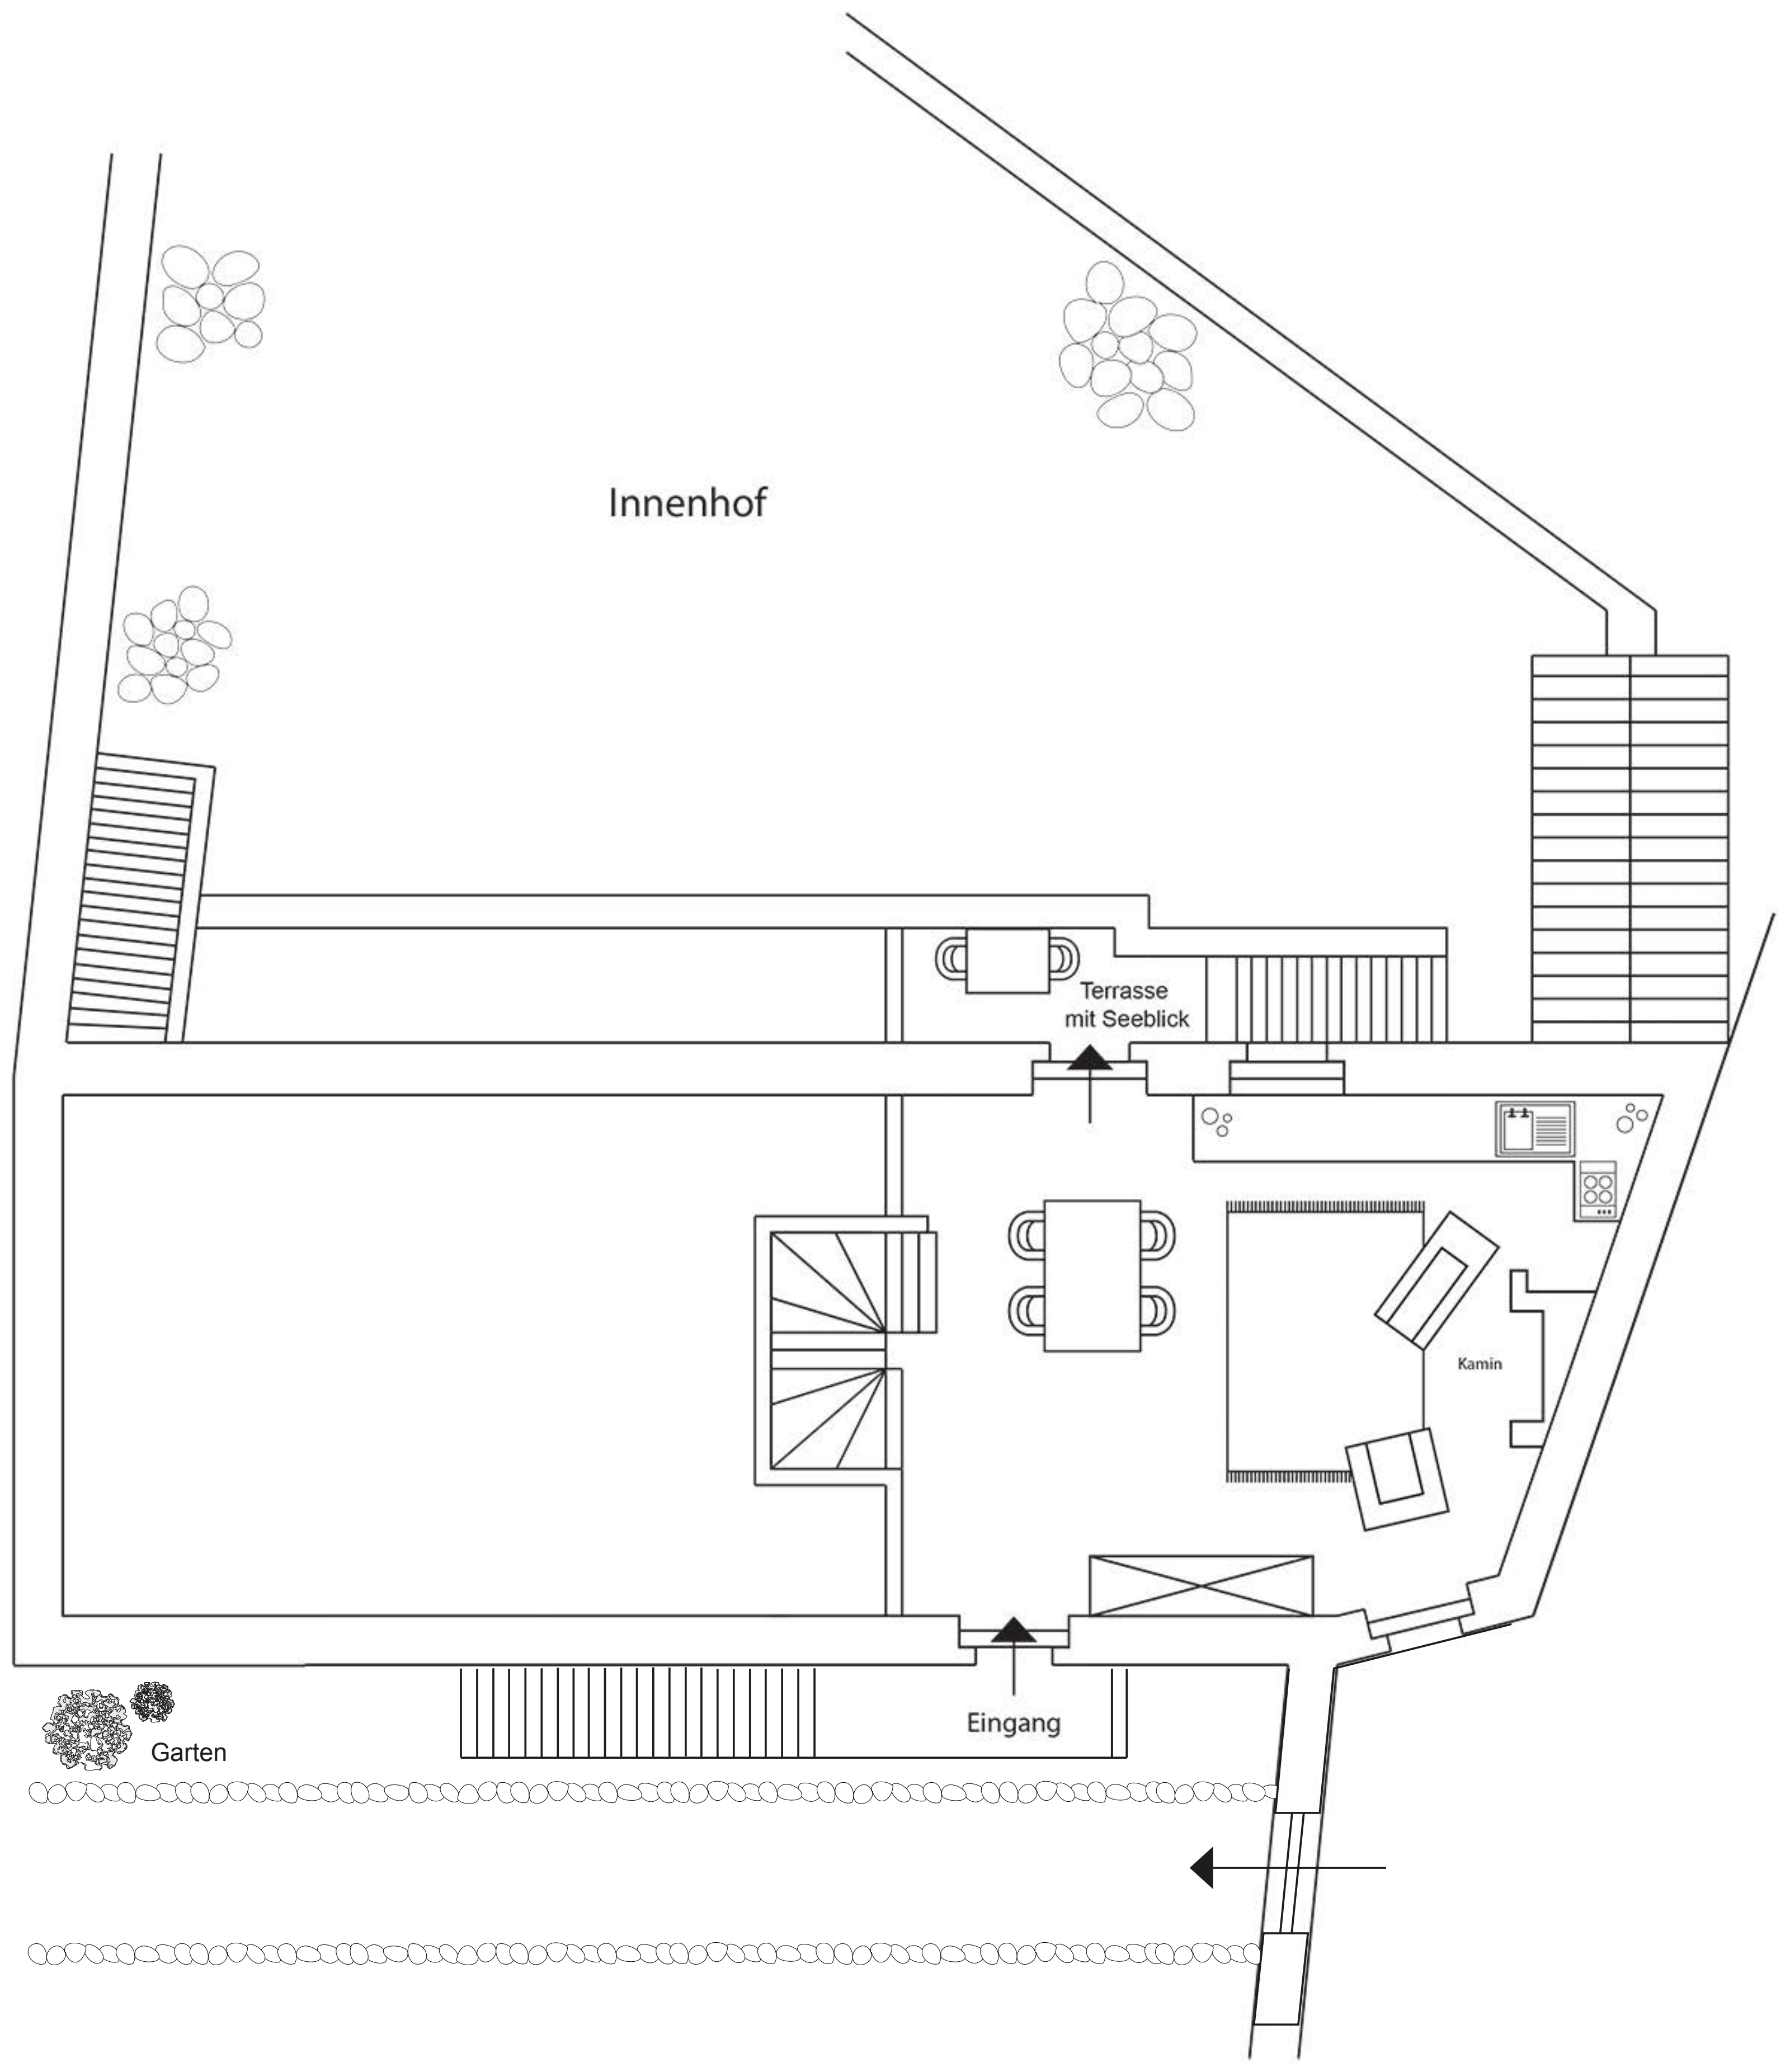 Innenhof
Terrasse
mit Seeblick
Kamin
Eingang
Garten